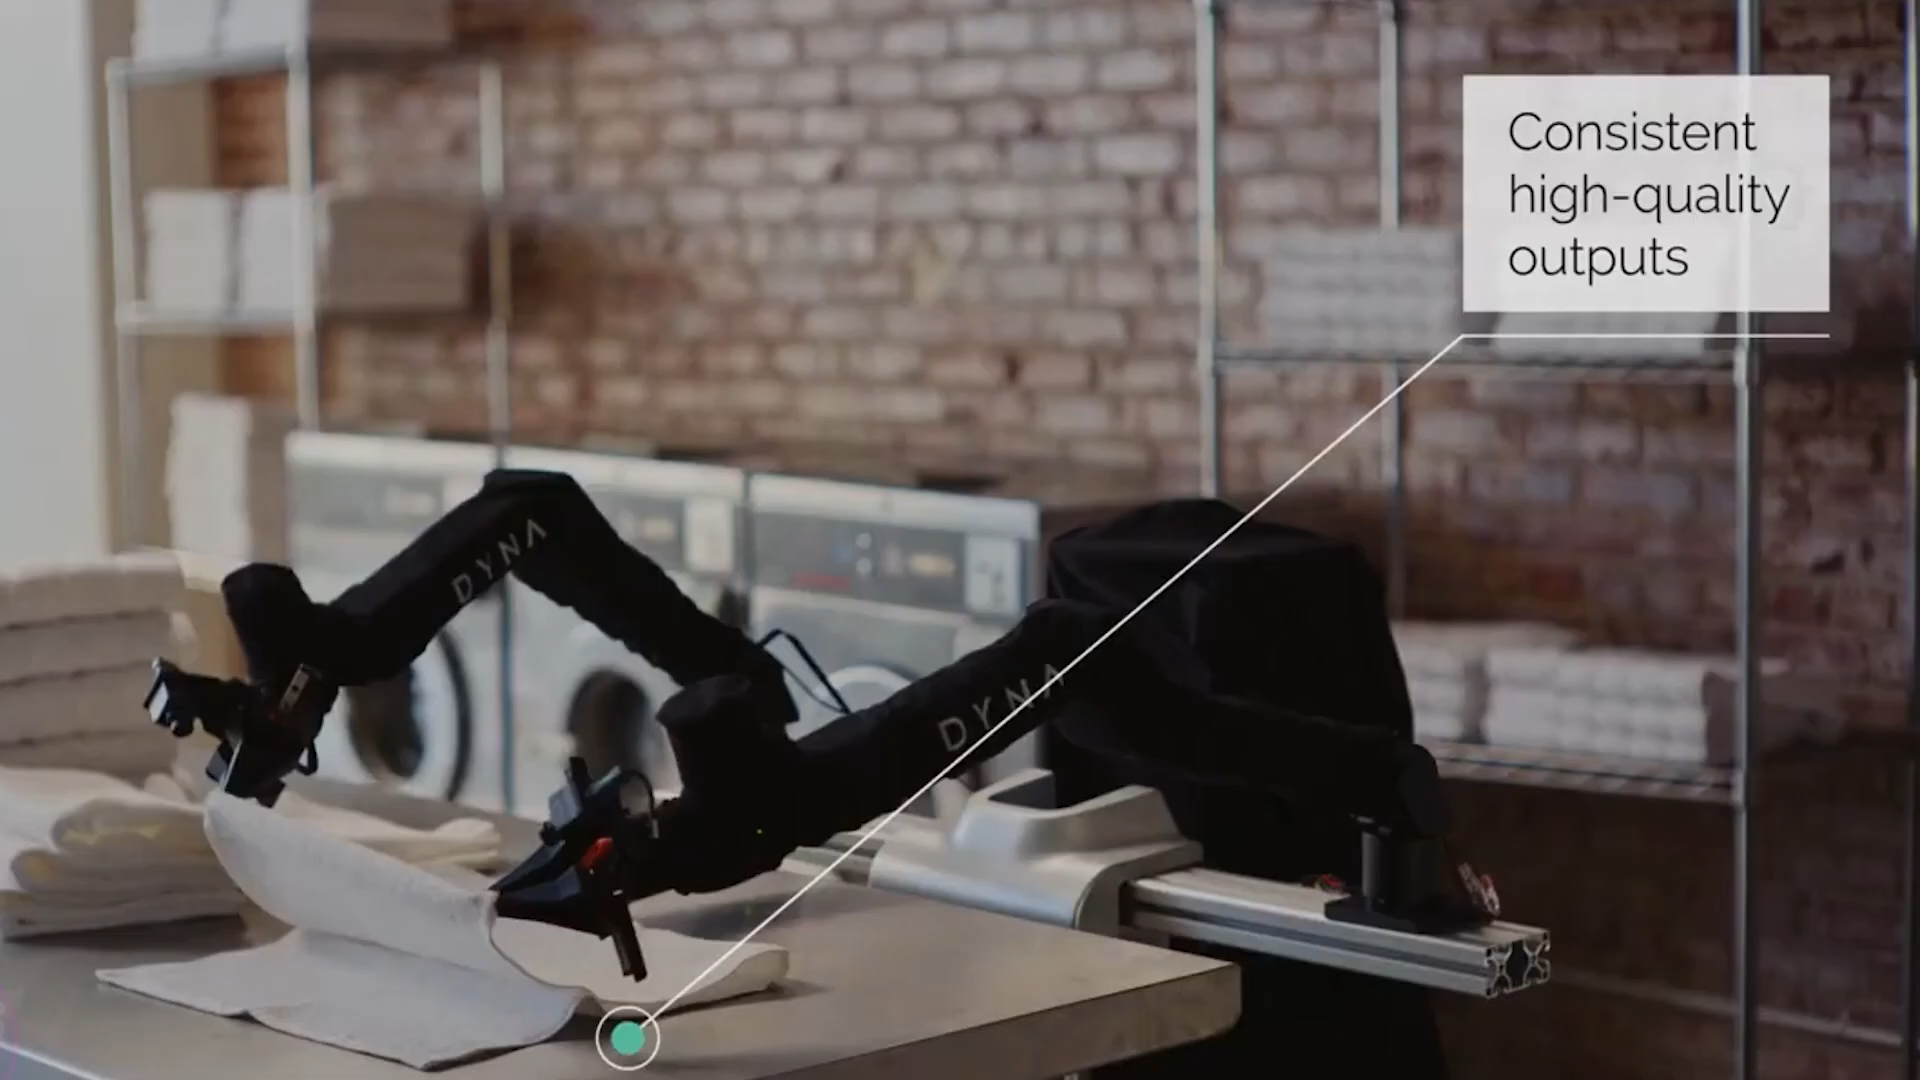 Consistent
high-quality
outputs
DYNA
DYNA